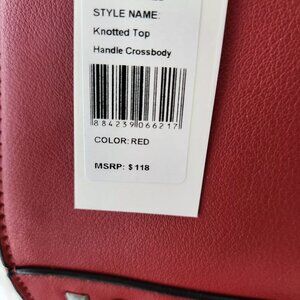 STYLE NAME:
Knotted Top
Handle Crossbody
884239066217
COLOR: RED
MSRP: $118